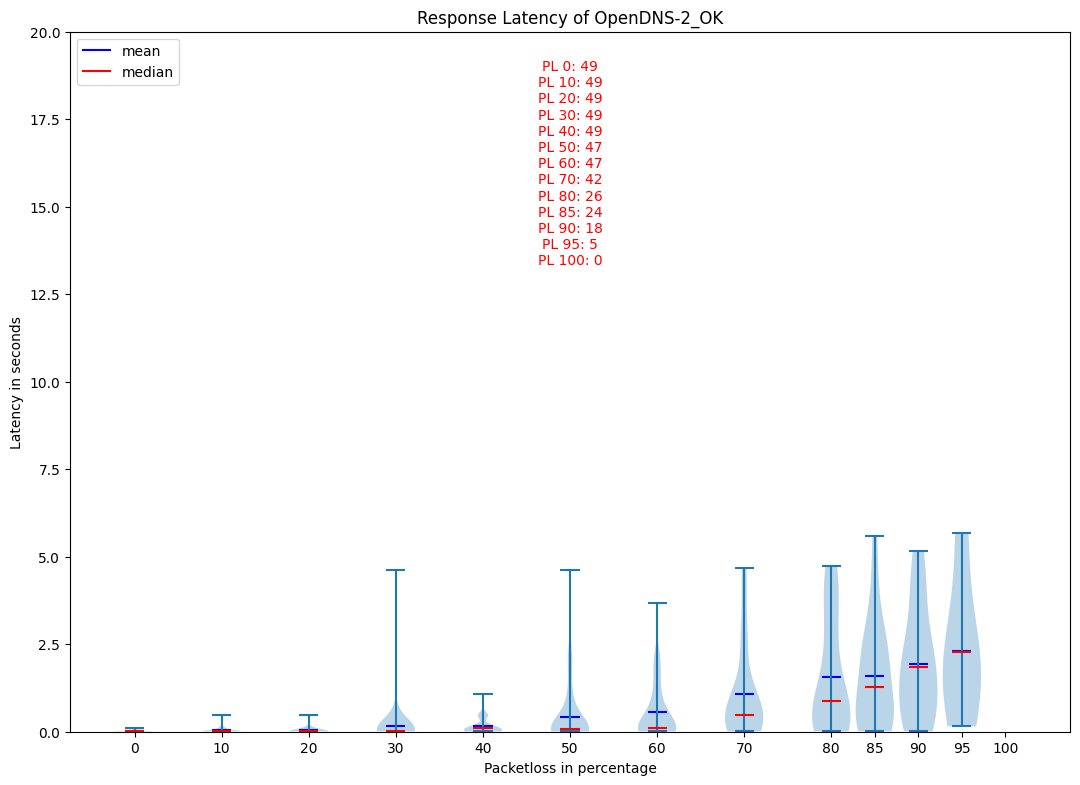 Response Latency of OpenDNS-2_OK
mean
median
PL 0: 49
PL 10: 49
PL 20: 49
PL 30: 49
PL 40: 49
PL 50: 47
PL 60: 47
PL 70: 42
PL 80: 26
PL 85: 24
PL 90: 18
PL 95: 5
PL 100: 0
Latency in seconds
20.0
17.5
15.0
12.5
10.0
7.5
5.0
2.5
0.0
0 10 20 30 40 50 60 70 80 85 90 95 100
Packetloss in percentage